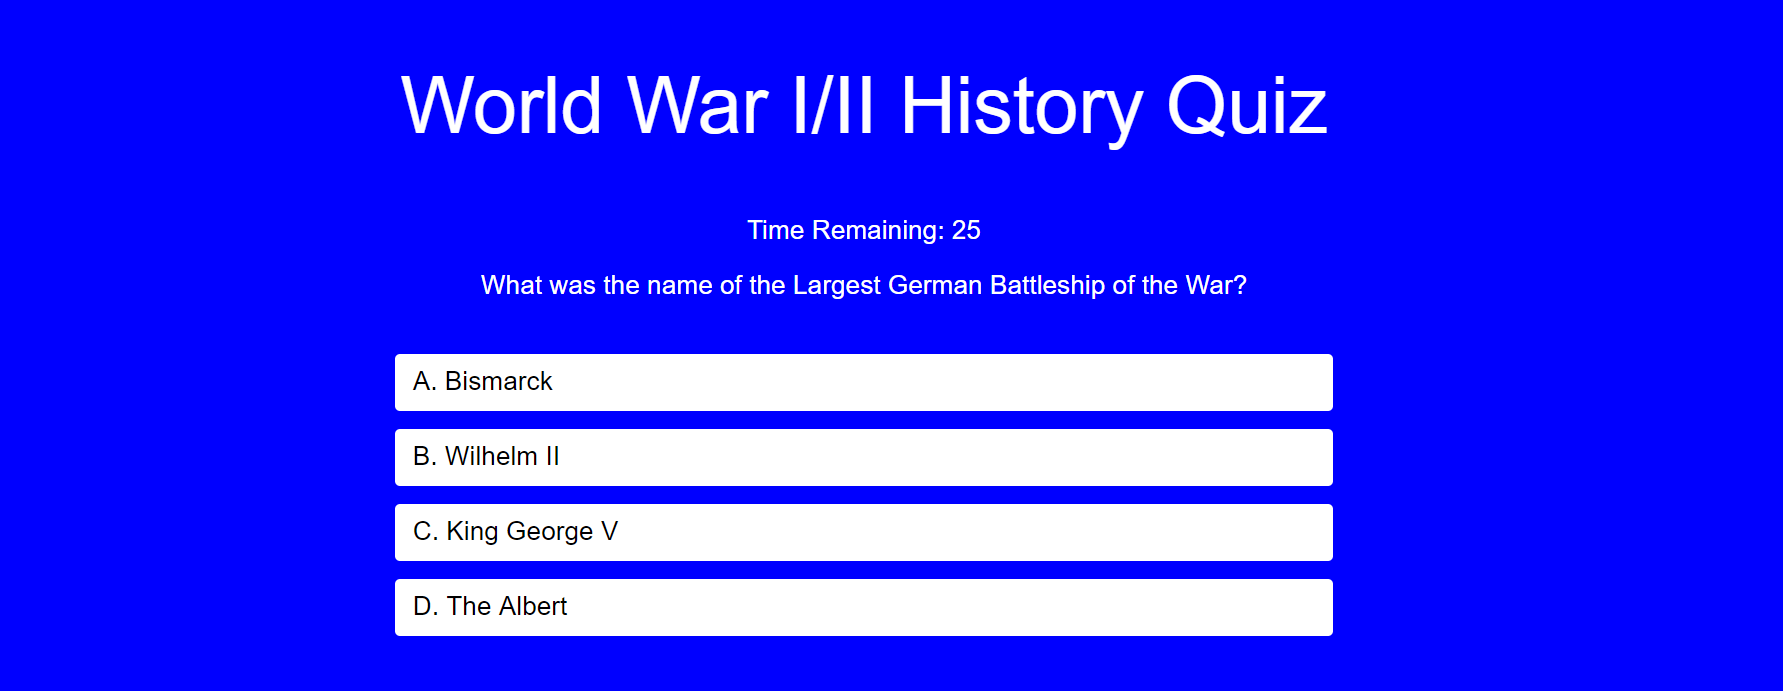 World War I/II History Quiz
Time Remaining: 25
What was the name of the Largest German Battleship of the War?
A. Bismarck
B. Wilhelm II
C. King George V
D. The Albert